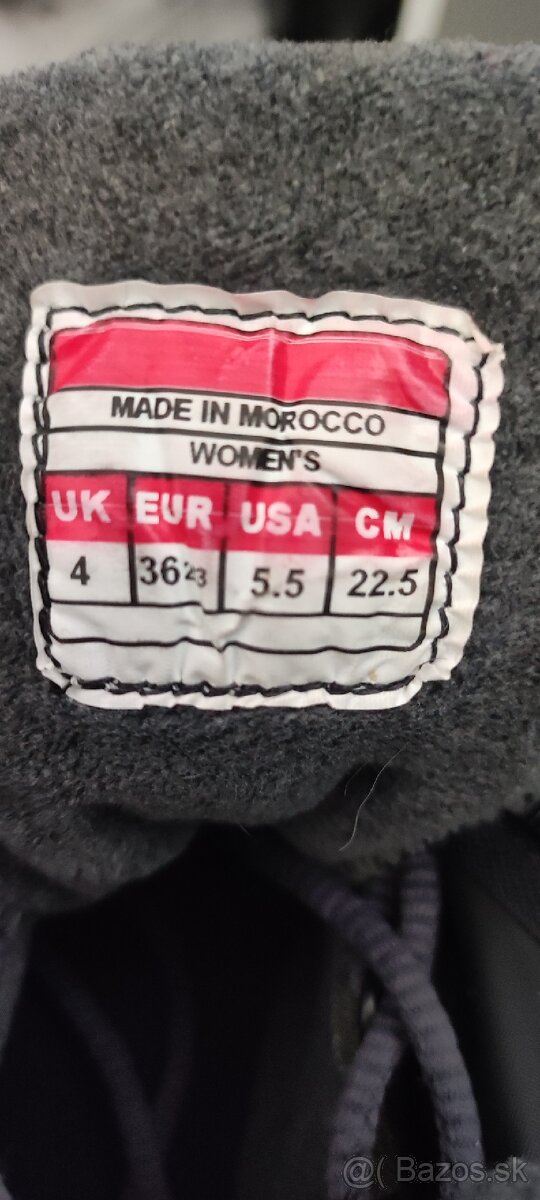 MADE IN MOROCCO
WOMEN'S
UK EUR USA CM
4 36 2/3 5.5 22.5
@( Bazos.sk